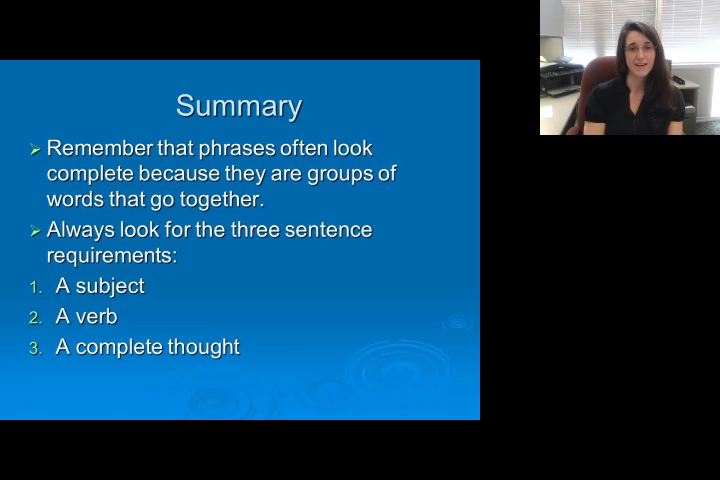 Summary
Remember that phrases often look
complete because they are groups of
words that go together.
Always look for the three sentence
requirements:
1. A subject
2. A verb
3. A complete thought